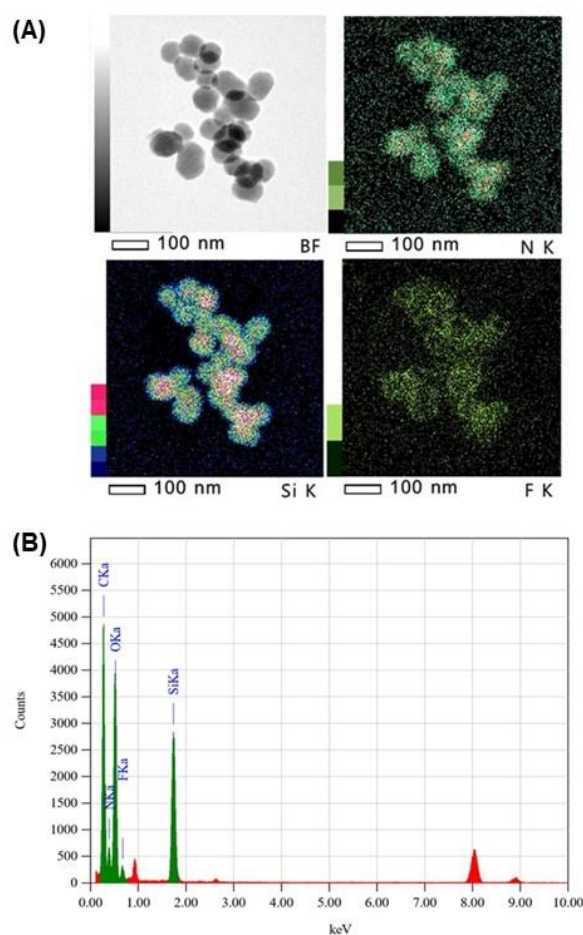 (A)
100 nm BF
100 nm N K
100 nm Si K
100 nm F K
(B)
6000
5500
5000
4500
4000
3500
3000
2500
2000
1500
1000
500
0
Counts
CKa
NKa
OKa
FKa
SiKa
0.00 1.00 2.00 3.00 4.00 5.00 6.00 7.00 8.00 9.00 10.00
keV